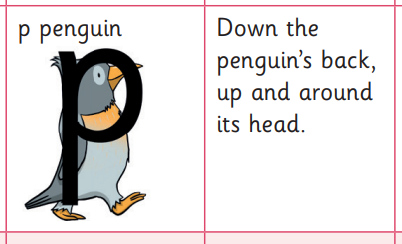 p penguin
p
Down the
penguin’s back,
up and around
its head.